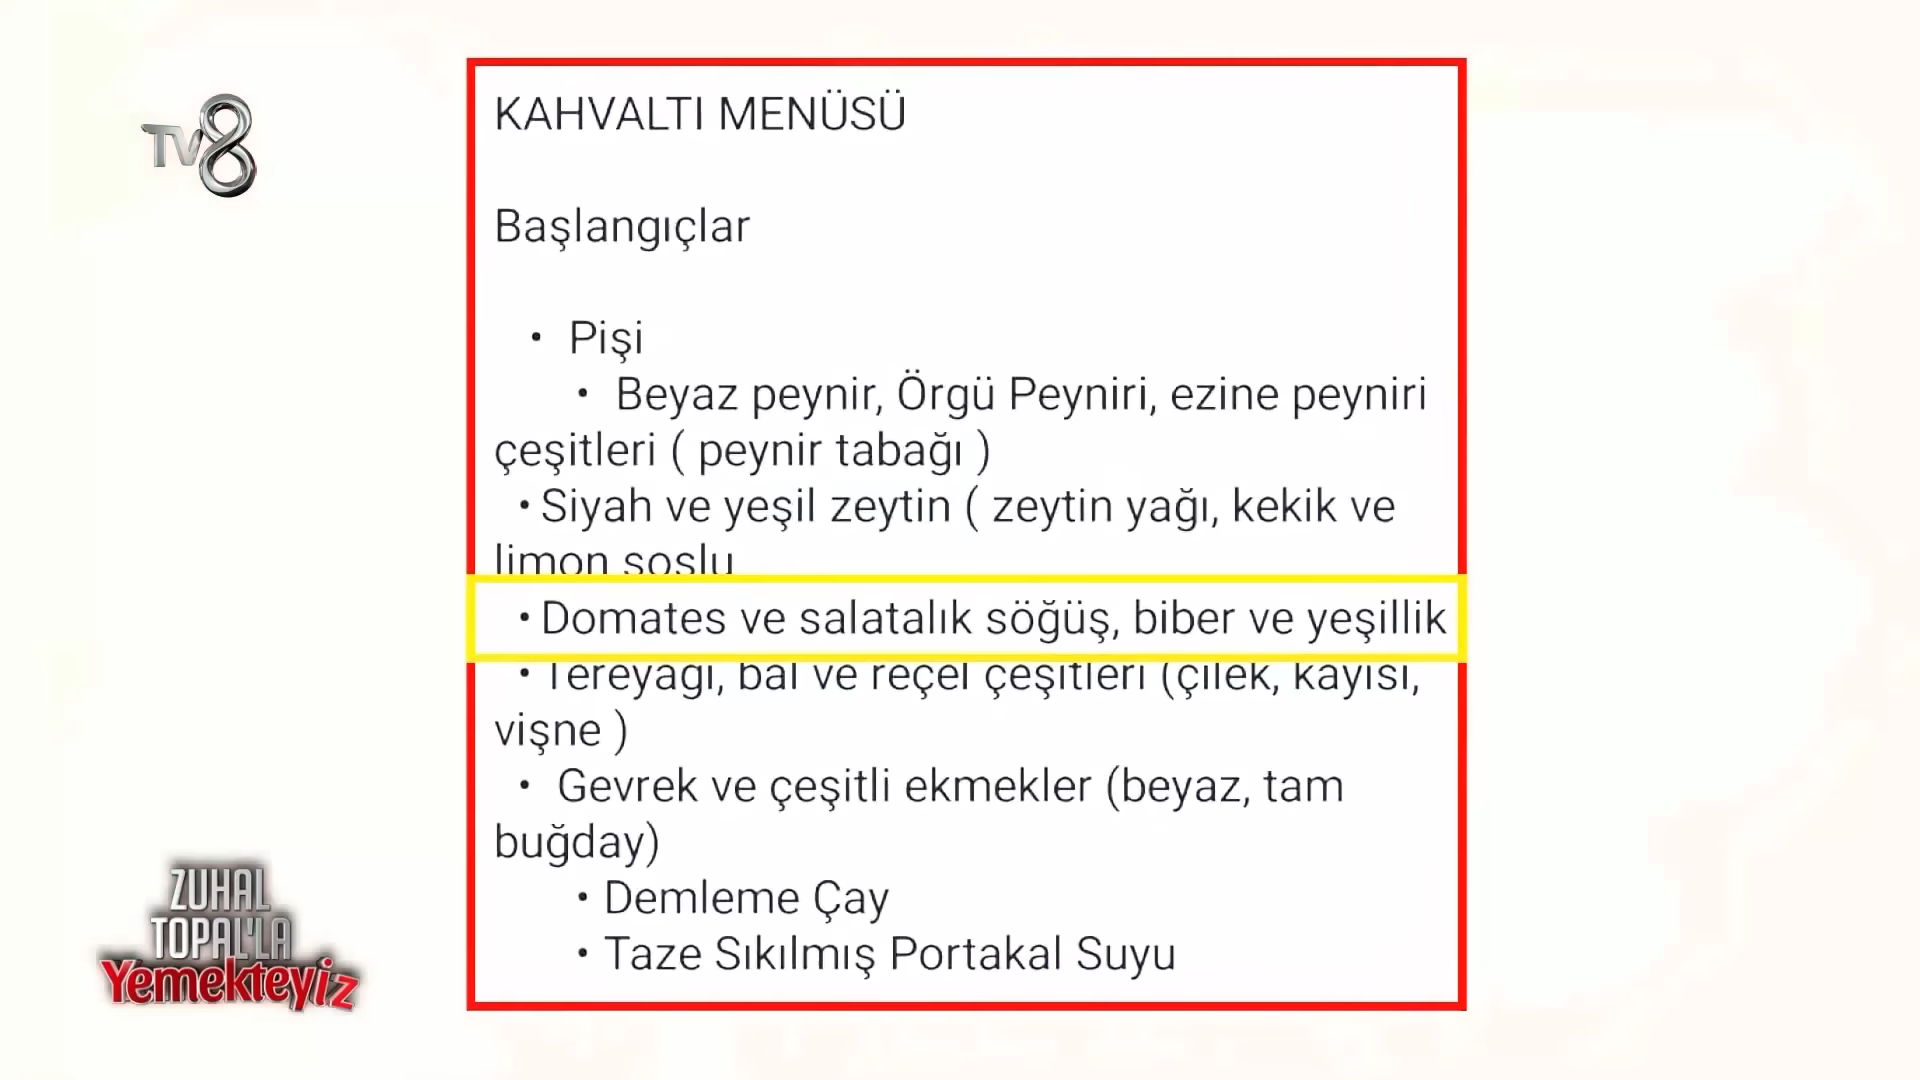 TV8
KAHVALTI MENÜSÜ
Başlangıçlar
• Pişi
• Beyaz peynir, Örgü Peyniri, ezine peyniri
çeşitleri ( peynir tabağı )
• Siyah ve yeşil zeytin ( zeytin yağı, kekik ve
limon soslu
• Domates ve salatalık söğüş, biber ve yeşillik
• Tereyağı, bal ve reçel çeşitleri (çilek, kayısı,
vişne )
• Gevrek ve çeşitli ekmekler (beyaz, tam
buğday)
• Demleme Çay
• Taze Sıkılmış Portakal Suyu
ZUHAL
TOPAL'LA
Yemekteyiz